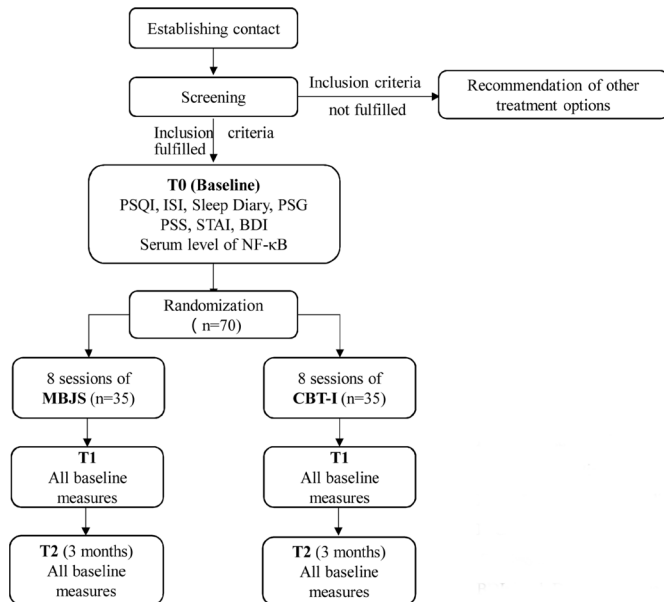 Establishing contact
Screening
Inclusion criteria
not fulfilled
Recommendation of other
treatment options
Inclusion criteria
fulfilled
T0 (Baseline)
PSQI, ISI, Sleep Diary, PSG
PSS, STAI, BDI
Serum level of NF-κB
Randomization
( n=70)
8 sessions of
MBJS (n=35)
8 sessions of
CBT-I (n=35)
T1
All baseline
measures
T1
All baseline
measures
T2 (3 months)
All baseline
measures
T2 (3 months)
All baseline
measures